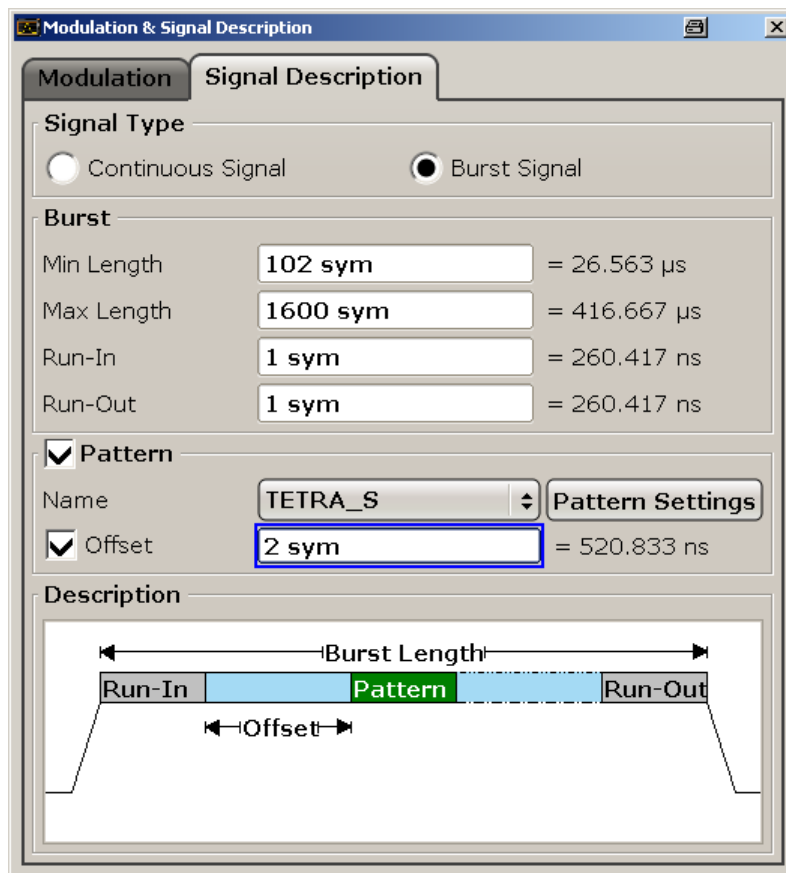 Modulation & Signal Description
Modulation Signal Description
Signal Type
Continuous Signal Burst Signal
Burst
Min Length 102 sym = 26.563 µs
Max Length 1600 sym = 416.667 µs
Run-In 1 sym = 260.417 ns
Run-Out 1 sym = 260.417 ns
Pattern
Name TETRA_S Pattern Settings
Offset 2 sym = 520.833 ns
Description
Burst Length
Run-In Pattern Run-Out
Offset